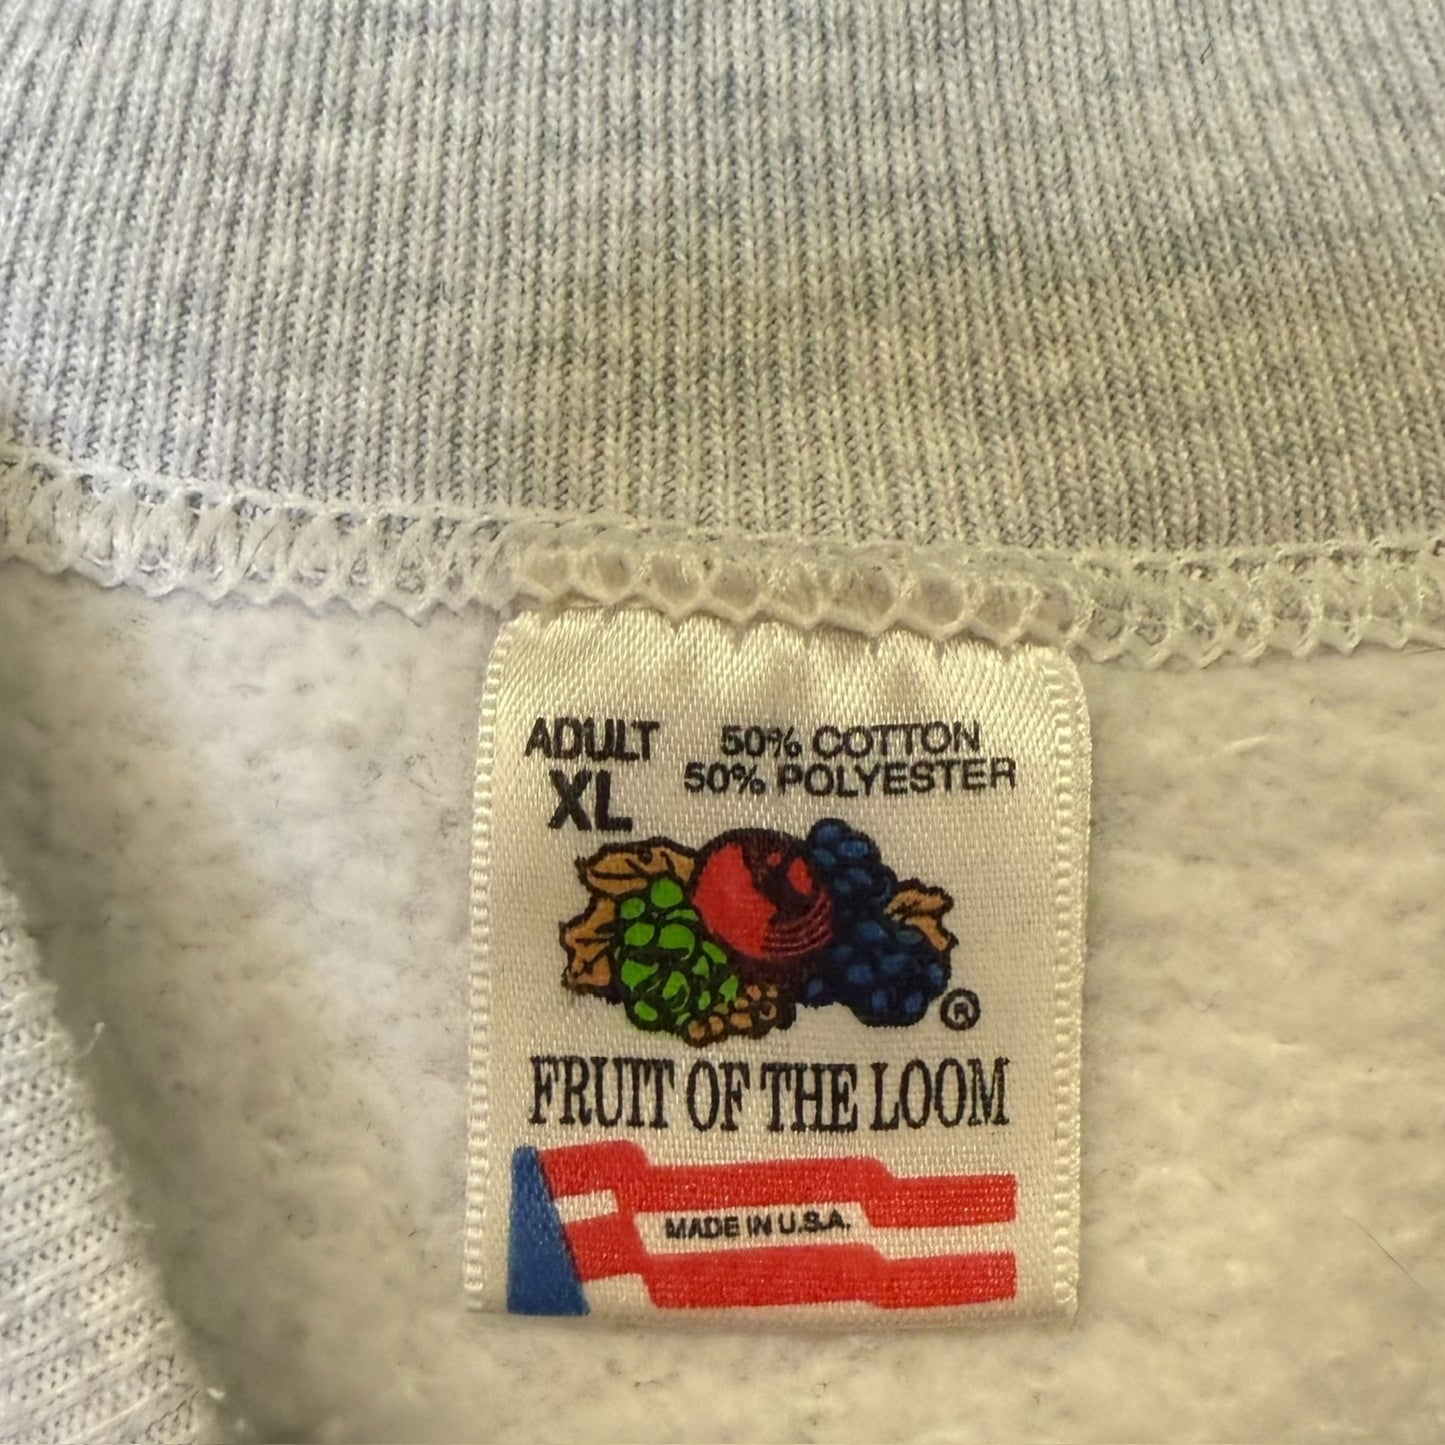 ADULT
XL
50% COTTON
50% POLYESTER
®
FRUIT OF THE LOOM
MADE IN U.S.A.